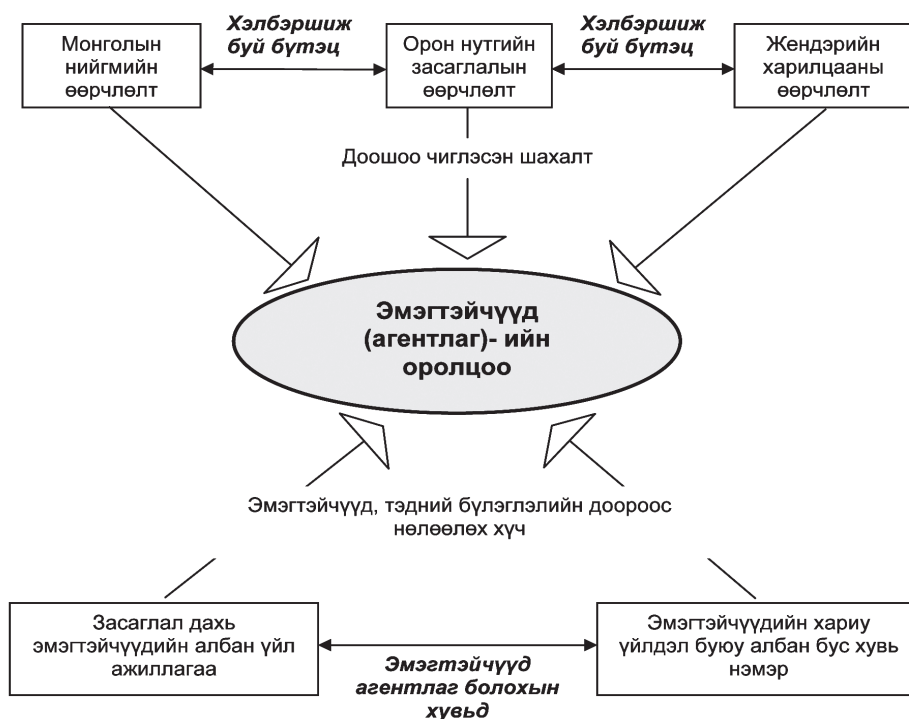 Хэлбэршиж
буй бүтэц
Хэлбэршиж
буй бүтэц
Монголын
нийгмийн
өөрчлөлт
Орон нутгийн
засаглалын
өөрчлөлт
Жендэрийн
харилцааны
өөрчлөлт
Доошоо чиглэсэн шахалт
Эмэгтэйчүүд
(агентлаг)- ийн
оролцоо
Эмэгтэйчүүд, тэдний бүлэглэлийн доороос
нөлөөлөх хүч
Засаглал дахь
эмэгтэйчүүдийн албан үйл
ажиллагаа
Эмэгтэйчүүдийн хариу
үйлдэл буюу албан бус хувь
нэмэр
Эмэгтэйчүүд
агентлаг болохын
хувьд